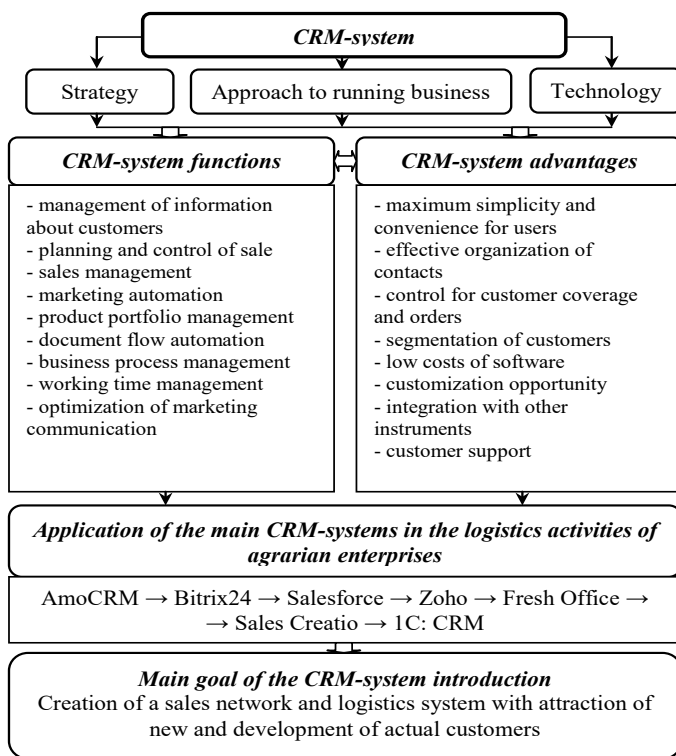 CRM-system
Strategy
Approach to running business
Technology
CRM-system functions
- management of information
about customers
- planning and control of sale
- sales management
- marketing automation
- product portfolio management
- document flow automation
- business process management
- working time management
- optimization of marketing
communication
CRM-system advantages
- maximum simplicity and
convenience for users
- effective organization of
contacts
- control for customer coverage
and orders
- segmentation of customers
- low costs of software
- customization opportunity
- integration with other
instruments
- customer support
Application of the main CRM-systems in the logistics activities of
agrarian enterprises
AmoCRM → Bitrix24 → Salesforce → Zoho → Fresh Office →
→ Sales Creatio → 1C: CRM
Main goal of the CRM-system introduction
Creation of a sales network and logistics system with attraction of
new and development of actual customers